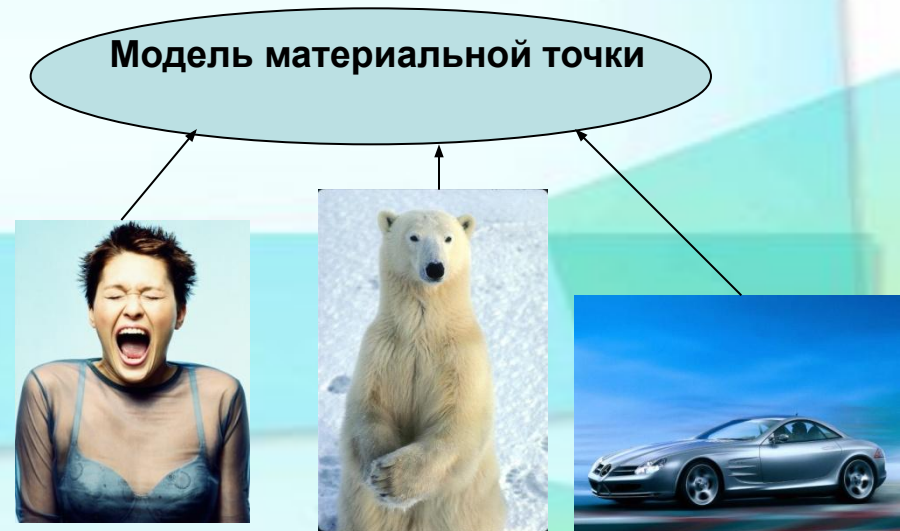 Модель материальной точки